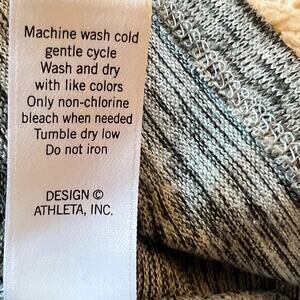 Machine wash cold
gentle cycle
Wash and dry
with like colors
Only non-chlorine
bleach when needed
Tumble dry low
Do not iron
DESIGN ©
ATHLETA, INC.